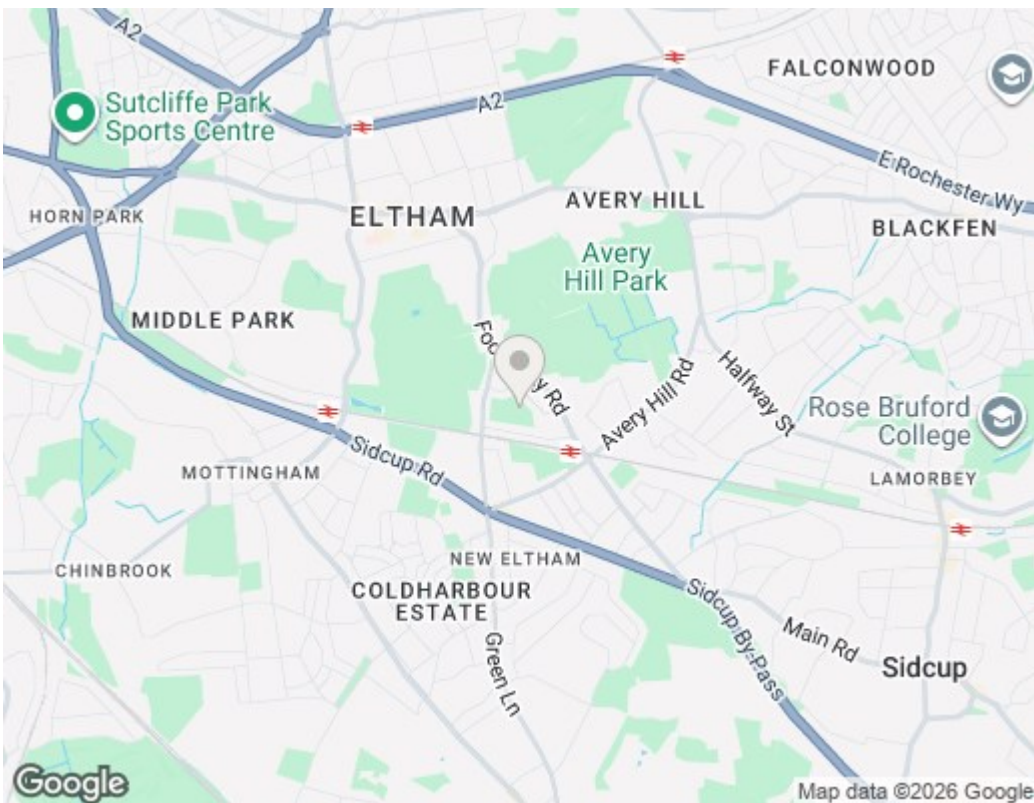 A2
Sutcliffe Park
Sports Centre
A2
FALCONWOOD
E Rochester Wy
HORN PARK
ELTHAM
AVERY HILL
BLACKFEN
Avery
Hill Park
MIDDLE PARK
Avery Hill Rd
Halfway St
Rose Bruford
College
Sidcup Rd
MOTTINGHAM
LAMORBEY
CHINBROOK
NEW ELTHAM
COLDHARBOUR
ESTATE
Green Ln
Sidcup By-Pass
Main Rd
Sidcup
Google
Map data ©2026 Google